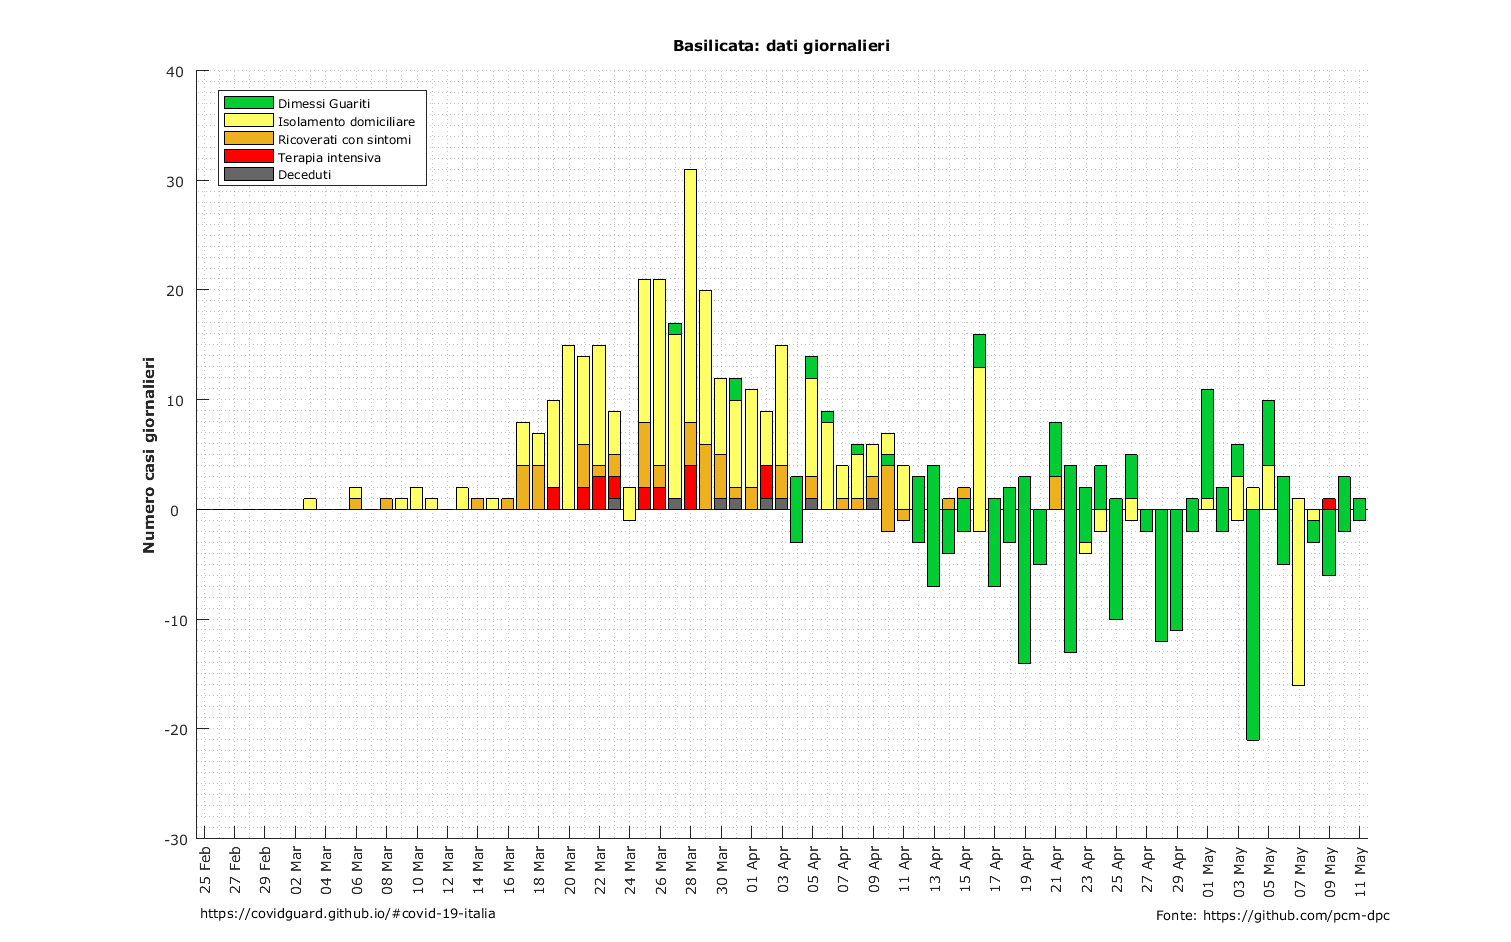 Basilicata: dati giornalieri
40
30
20
10
0
-10
-20
-30
Numero casi giornalieri
Dimessi Guariti
Isolamento domiciliare
Ricoverati con sintomi
Terapia intensiva
Deceduti
25 Feb
27 Feb
29 Feb
02 Mar
04 Mar
06 Mar
08 Mar
10 Mar
12 Mar
14 Mar
16 Mar
18 Mar
20 Mar
22 Mar
24 Mar
26 Mar
28 Mar
30 Mar
01 Apr
03 Apr
05 Apr
07 Apr
09 Apr
11 Apr
13 Apr
15 Apr
17 Apr
19 Apr
21 Apr
23 Apr
25 Apr
27 Apr
29 Apr
01 May
03 May
05 May
07 May
09 May
11 May
https://covidguard.github.io/#covid-19-italia
Fonte: https://github.com/pcm-dpc